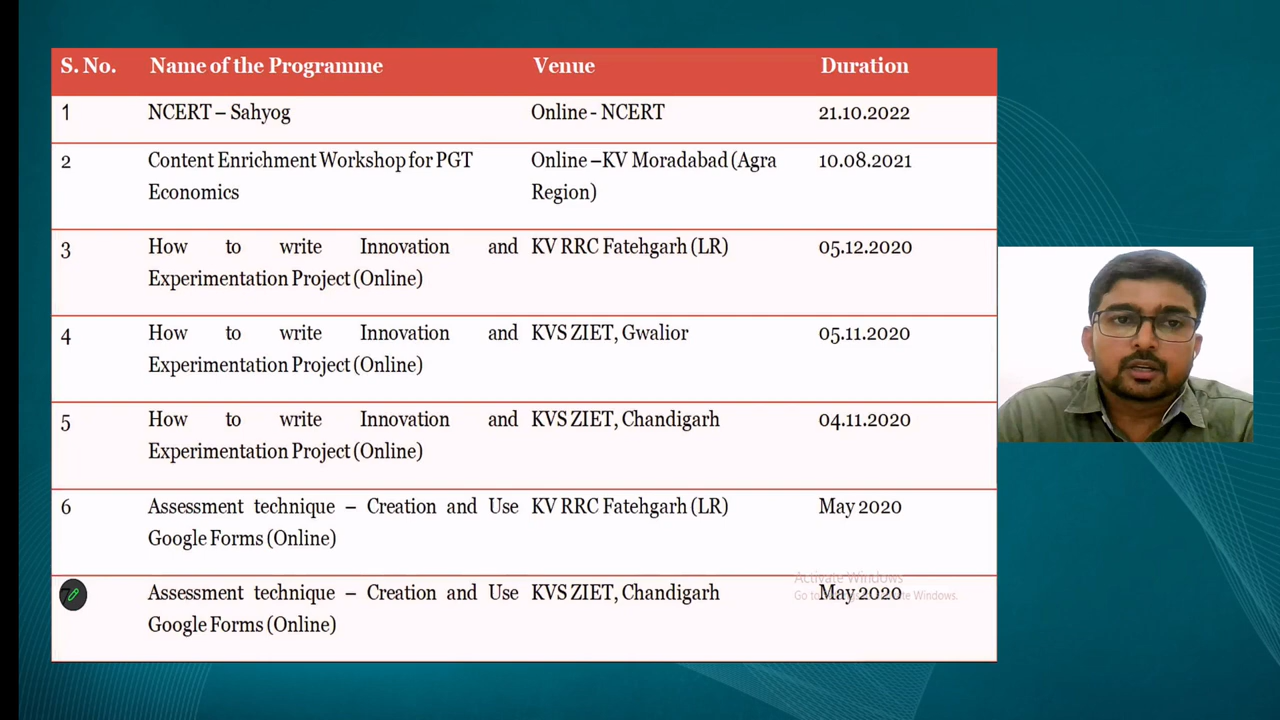 S. No. Name of the Programme Venue Duration
1 NCERT – Sahyog Online - NCERT 21.10.2022
2 Content Enrichment Workshop for PGT Online –KV Moradabad (Agra 10.08.2021
Economics Region)
3 How to write Innovation and KV RRC Fatehgarh (LR) 05.12.2020
Experimentation Project (Online)
4 How to write Innovation and KVS ZIET, Gwalior 05.11.2020
Experimentation Project (Online)
5 How to write Innovation and KVS ZIET, Chandigarh 04.11.2020
Experimentation Project (Online)
6 Assessment technique – Creation and Use KV RRC Fatehgarh (LR) May 2020
Google Forms (Online)
7 Assessment technique – Creation and Use KVS ZIET, Chandigarh May 2020
Google Forms (Online)
Activate Windows
Go to Windows.